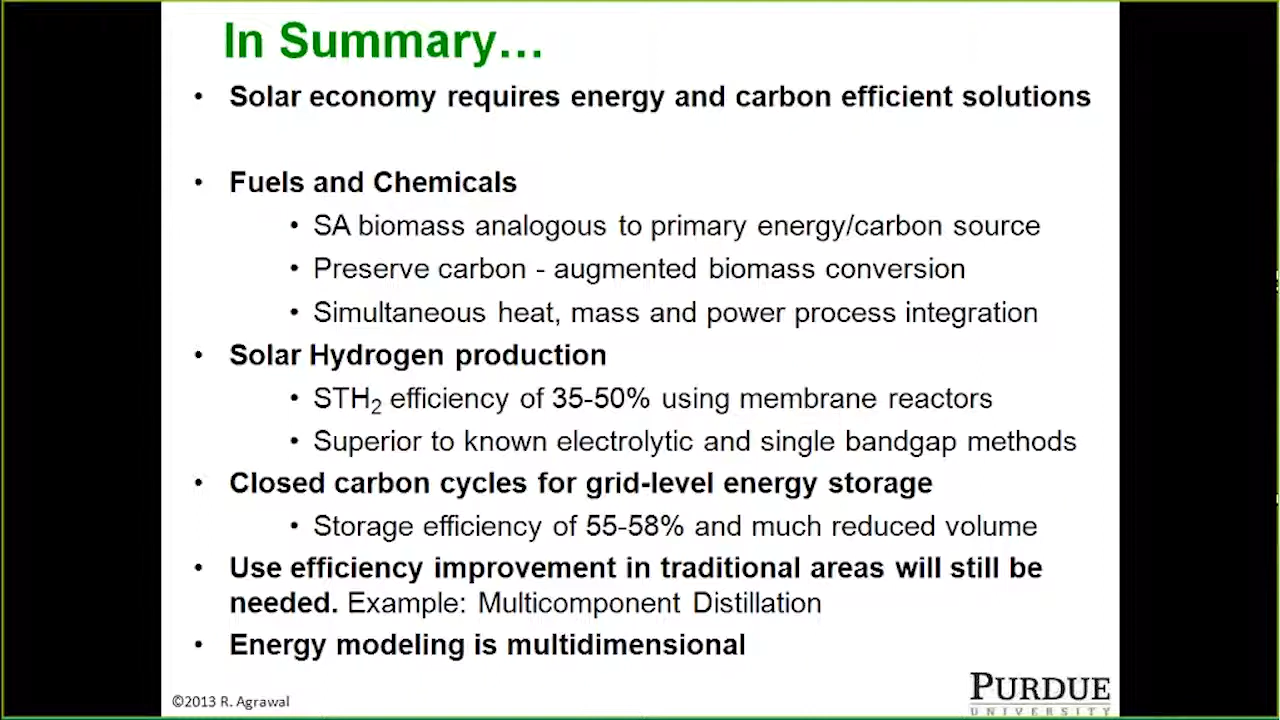 In Summary…
• Solar economy requires energy and carbon efficient solutions
• Fuels and Chemicals
• SA biomass analogous to primary energy/carbon source
• Preserve carbon - augmented biomass conversion
• Simultaneous heat, mass and power process integration
• Solar Hydrogen production
• STH₂ efficiency of 35-50% using membrane reactors
• Superior to known electrolytic and single bandgap methods
• Closed carbon cycles for grid-level energy storage
• Storage efficiency of 55-58% and much reduced volume
• Use efficiency improvement in traditional areas will still be
needed. Example: Multicomponent Distillation
• Energy modeling is multidimensional
©2013 R. Agrawal
PURDUE
UNIVERSITY